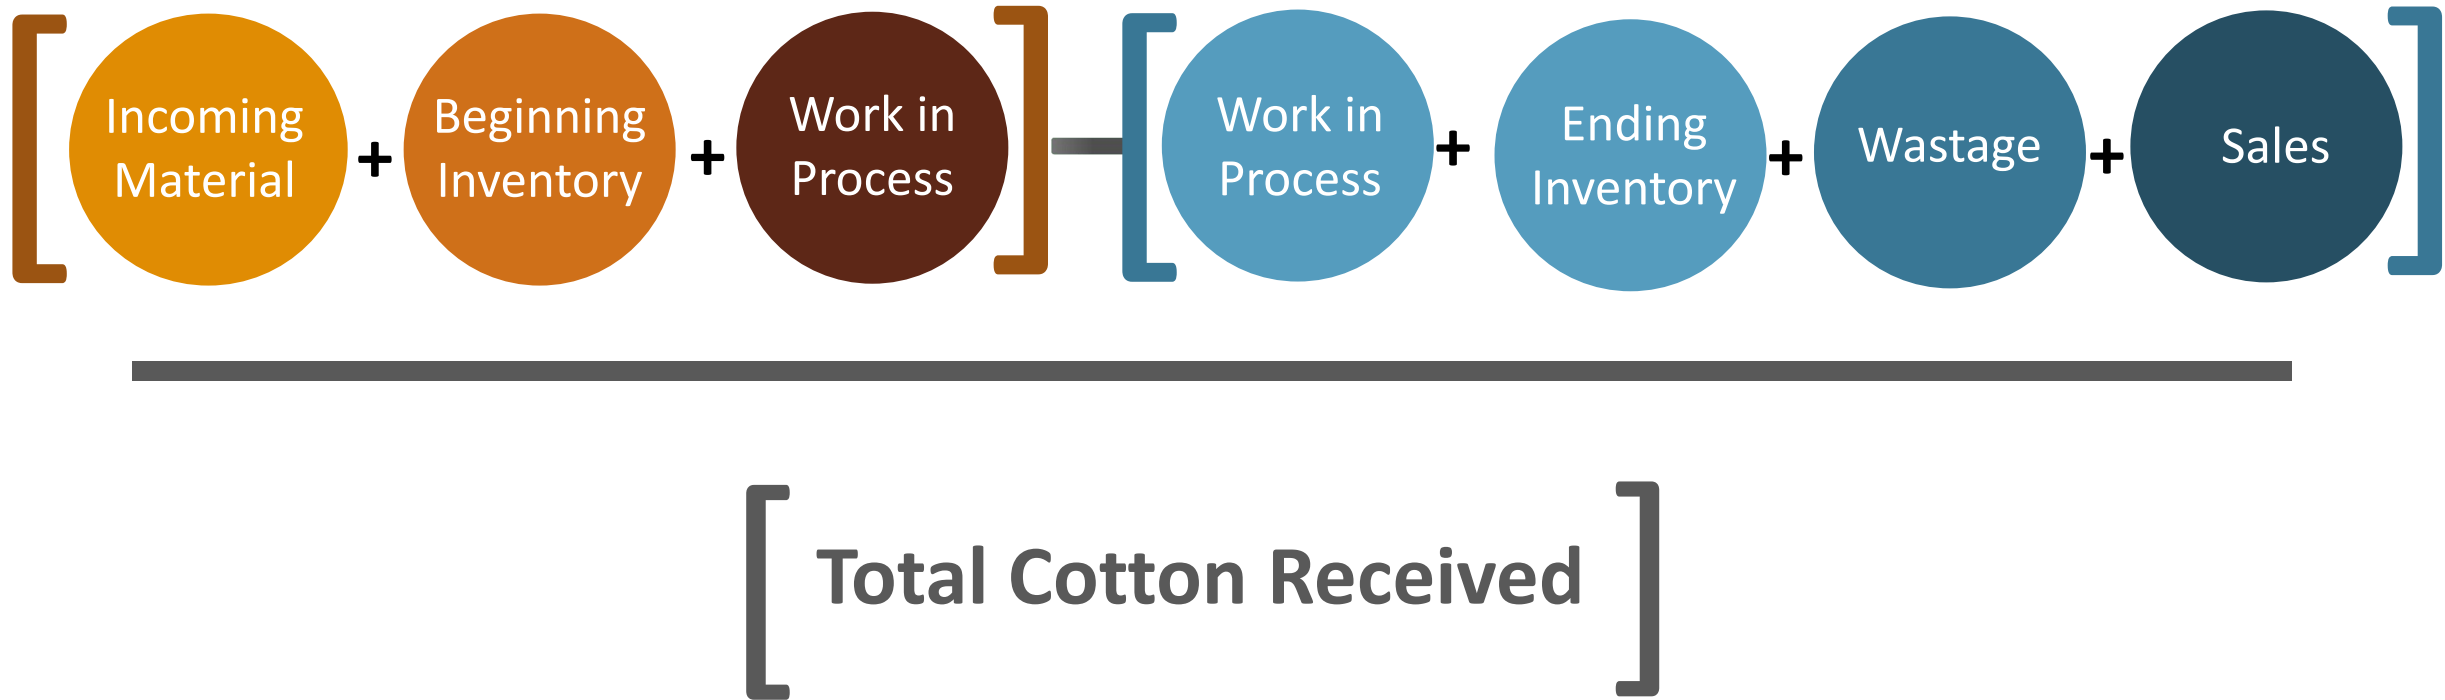 [Incoming
Material
+
Beginning
Inventory
+
Work in
Process]
–
[Work in
Process
+
Ending
Inventory
+
Wastage
+
Sales]
[Total Cotton Received]